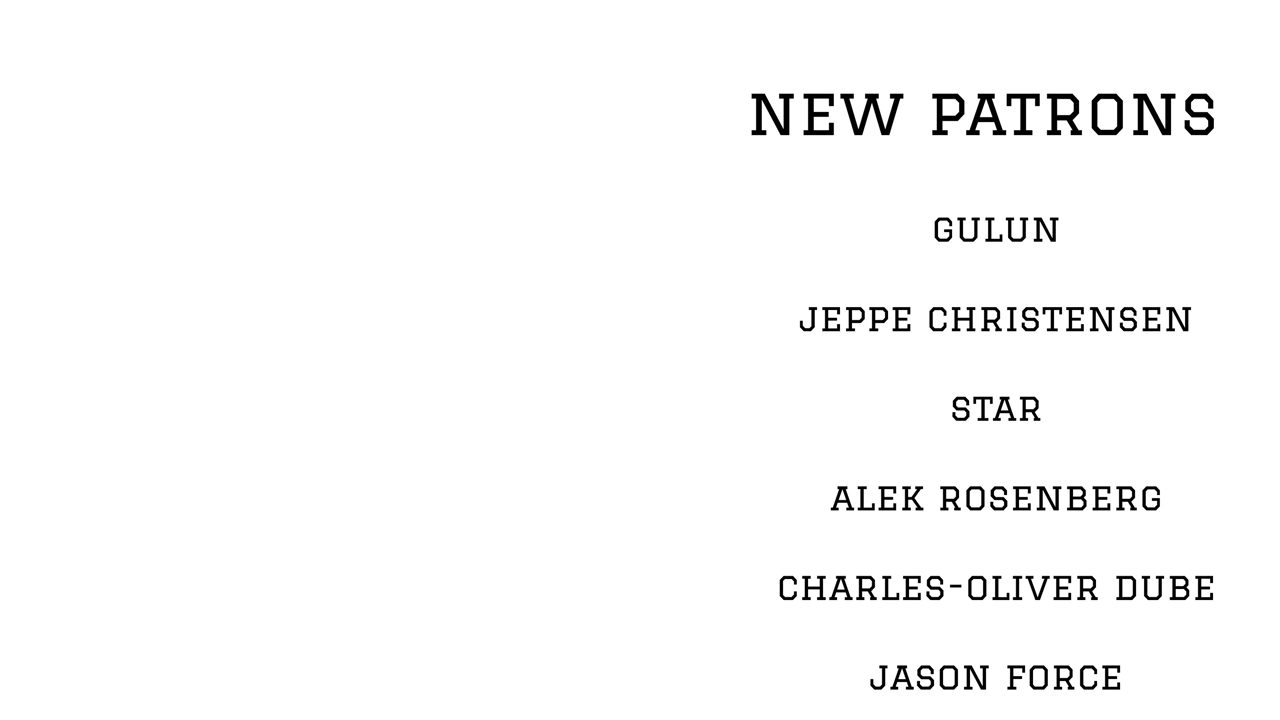 NEW PATRONS
GULUN
JEPPE CHRISTENSEN
STAR
ALEK ROSENBERG
CHARLES-OLIVER DUBE
JASON FORCE